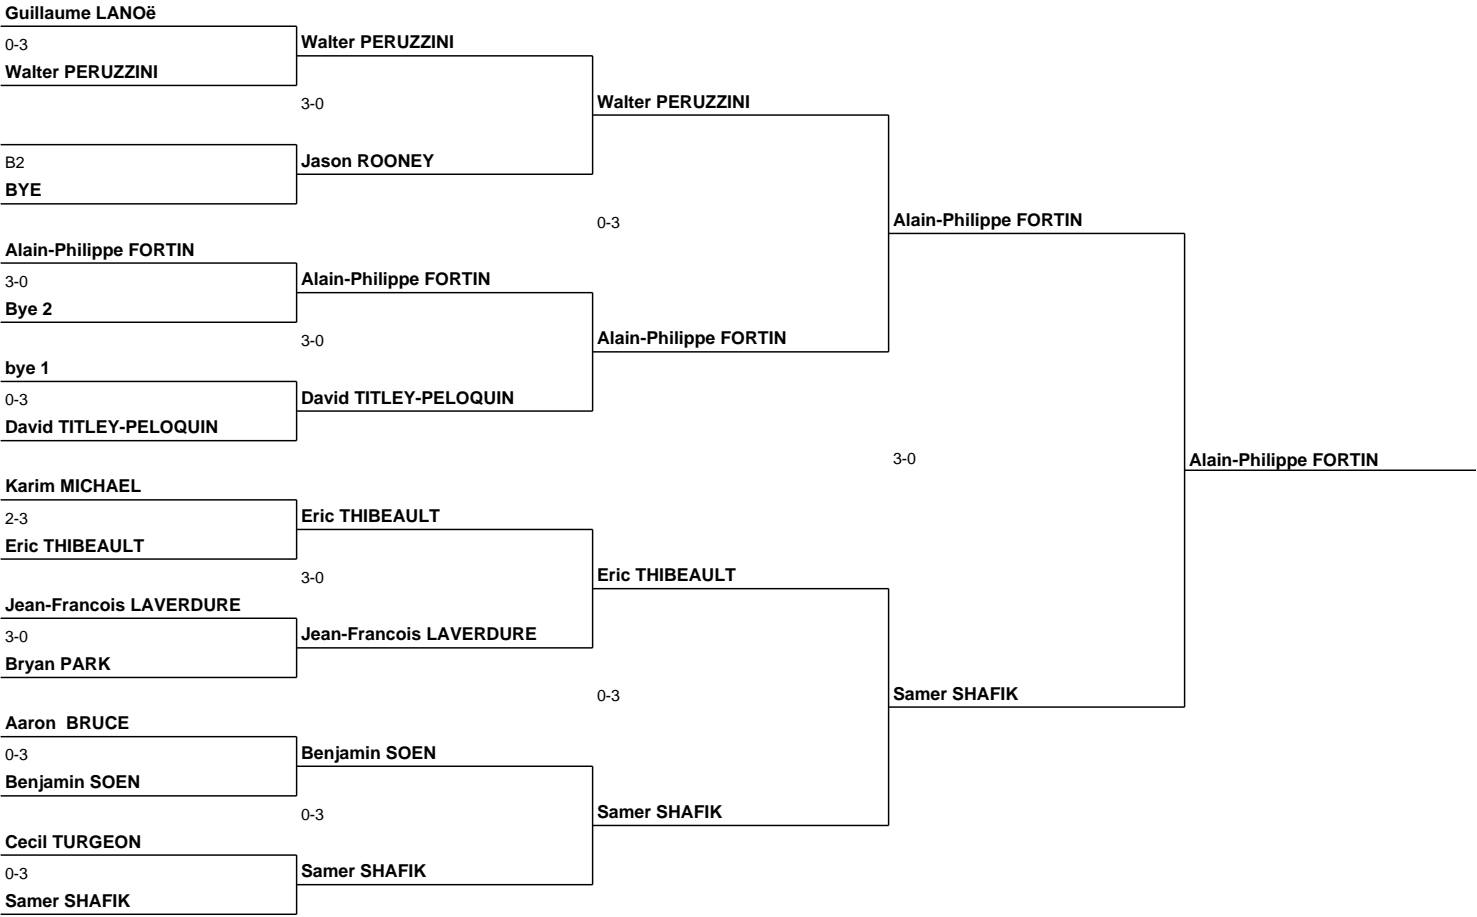 Guillaume LANOë
0-3
Walter PERUZZINI
B2
BYE
Alain-Philippe FORTIN
3-0
Bye 2
bye 1
0-3
David TITLEY-PELOQUIN
Karim MICHAEL
2-3
Eric THIBEAULT
Jean-Francois LAVERDURE
3-0
Bryan PARK
Aaron  BRUCE
0-3
Benjamin SOEN
Cecil TURGEON
0-3
Samer SHAFIK
Walter PERUZZINI
3-0
Jason ROONEY
Alain-Philippe FORTIN
3-0
David TITLEY-PELOQUIN
Eric THIBEAULT
3-0
Jean-Francois LAVERDURE
Benjamin SOEN
0-3
Samer SHAFIK
Walter PERUZZINI
0-3
Alain-Philippe FORTIN
Eric THIBEAULT
0-3
Samer SHAFIK
Alain-Philippe FORTIN
3-0
Samer SHAFIK
Alain-Philippe FORTIN